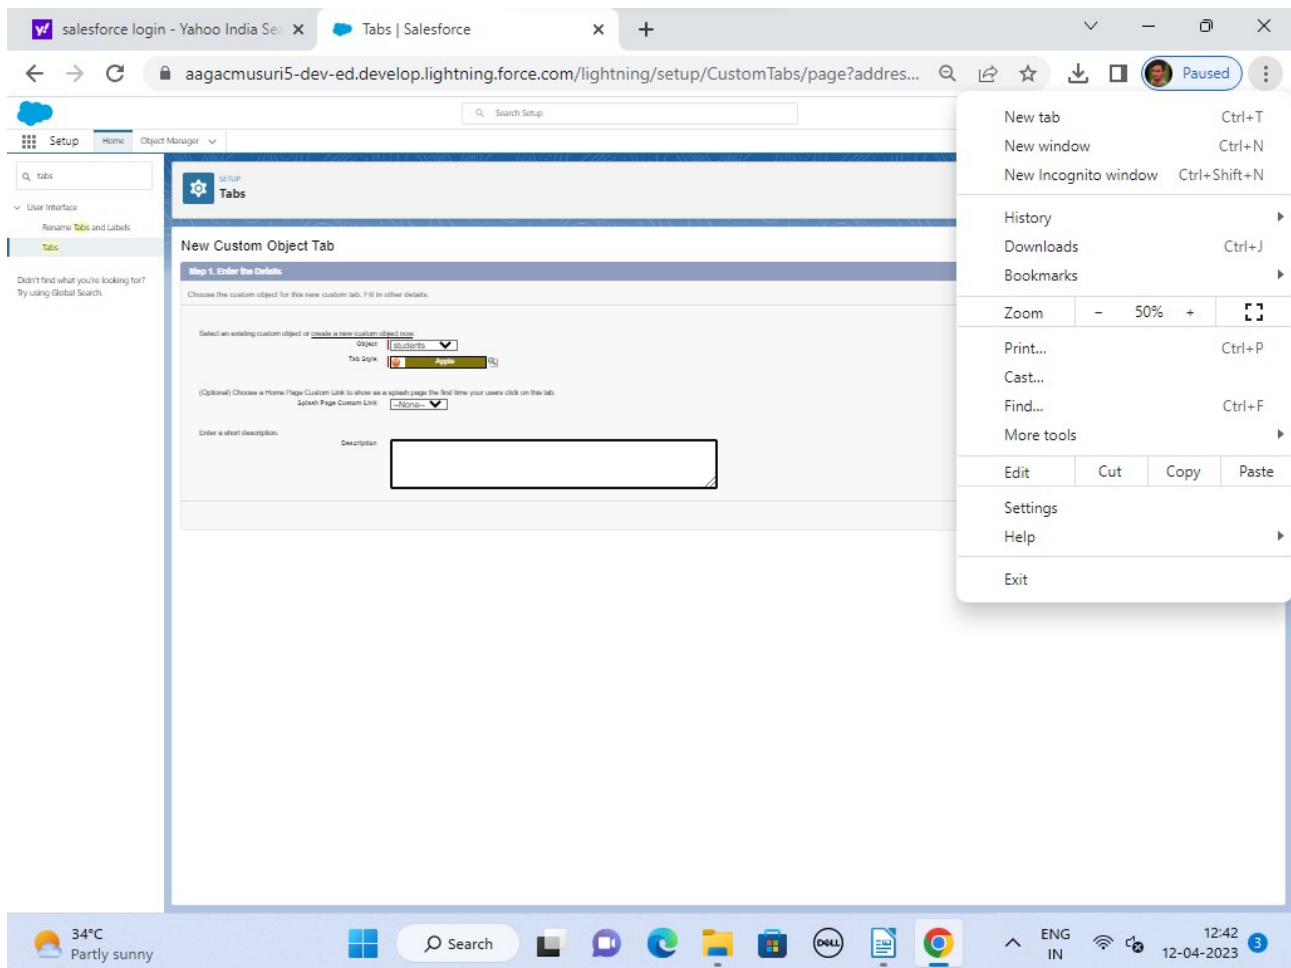 salesforce login - Yahoo India Sea
Tabs | Salesforce
aagacmusuri5-dev-ed.develop.lightning.force.com/lightning/setup/CustomTabs/page?addres...
Paused
Search Setup
Setup
Home
Object Manager
tabs
User Interface
Rename Tabs and Labels
Tabs
Didn't find what you're looking for?
Try using Global Search.
SETUP
Tabs
New Custom Object Tab
Step 1. Enter the Details
Choose the custom object for this new custom tab. Fill in other details.
Select an existing custom object or create a new custom object now.
Object
students
Tab Style
Apple
(Optional) Choose a Home Page Custom Link to show as a splash page the first time your users click on this tab.
Splash Page Custom Link
--None--
Enter a short description.
Description
New tab Ctrl+T
New window Ctrl+N
New Incognito window Ctrl+Shift+N
History
Downloads Ctrl+J
Bookmarks
Zoom - 50% +
Print... Ctrl+P
Cast...
Find... Ctrl+F
More tools
Edit Cut Copy Paste
Settings
Help
Exit
34°C
Partly sunny
Search
DELL
ENG
IN
12:42
12-04-2023
3